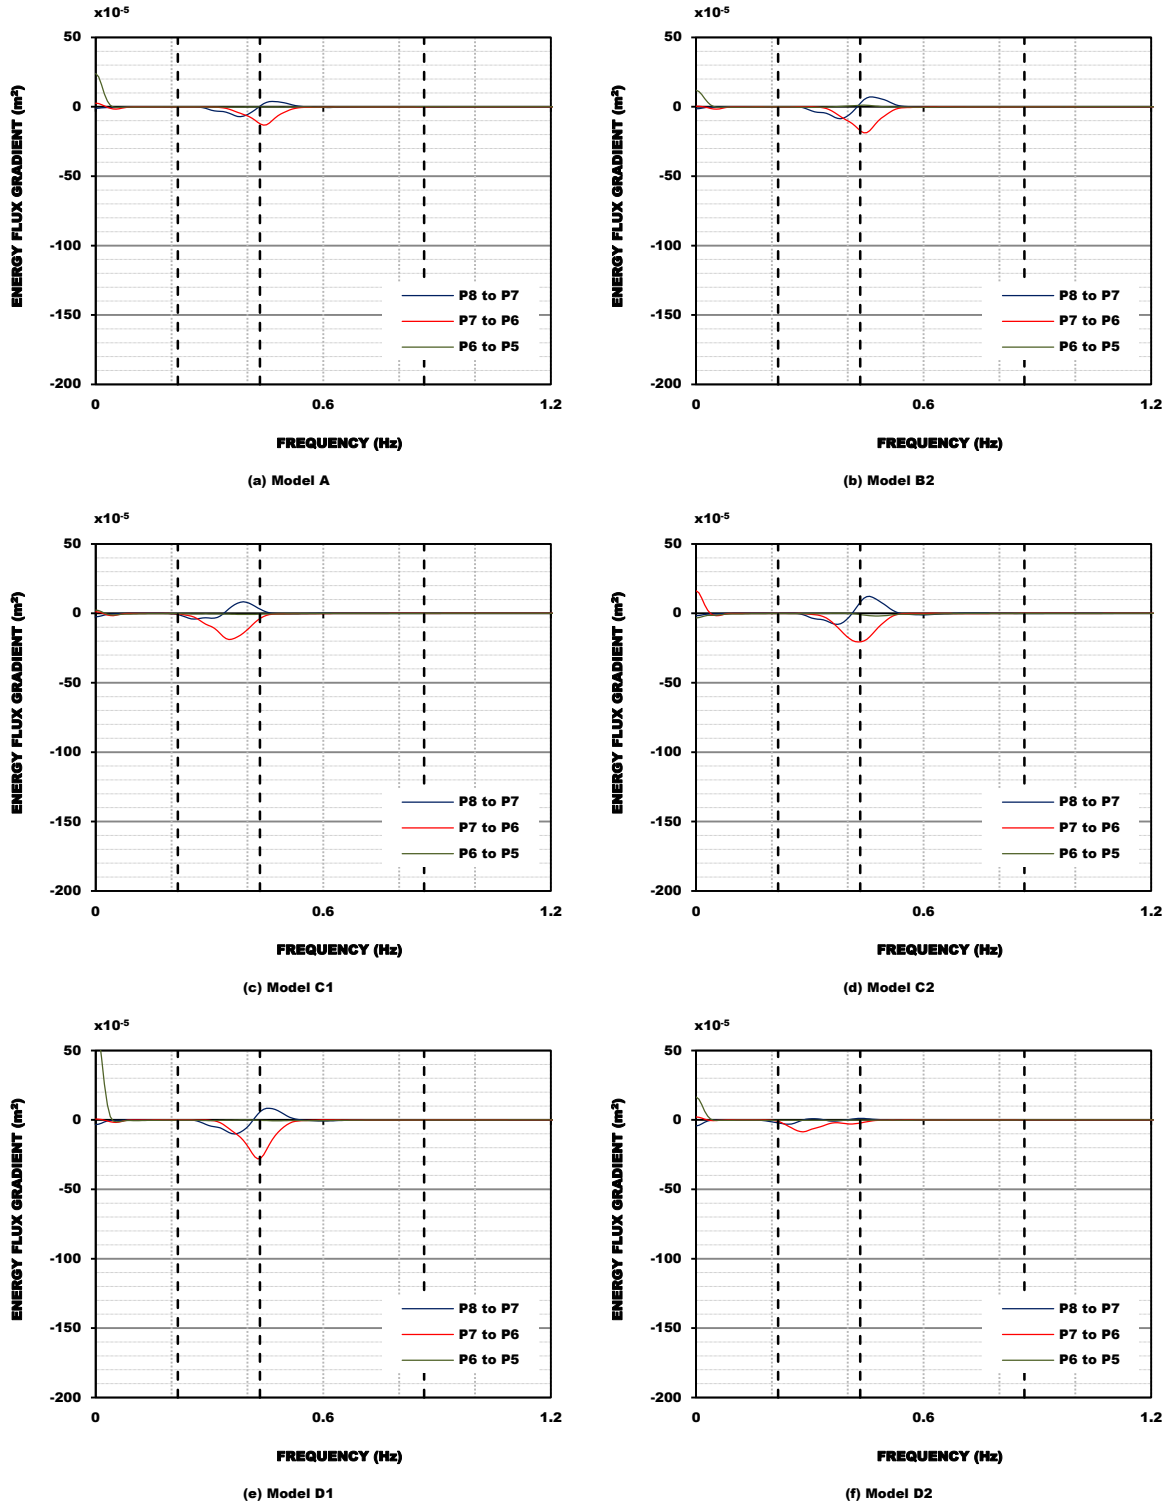 x10-5
50
0
-50
-100
-150
-200
ENERGY FLUX GRADIENT (m²)
P8 to P7
P7 to P6
P6 to P5
0 0.6 1.2
FREQUENCY (Hz)
(a) Model A
x10-5
50
0
-50
-100
-150
-200
ENERGY FLUX GRADIENT (m²)
P8 to P7
P7 to P6
P6 to P5
0 0.6 1.2
FREQUENCY (Hz)
(b) Model B2
x10-5
50
0
-50
-100
-150
-200
ENERGY FLUX GRADIENT (m²)
P8 to P7
P7 to P6
P6 to P5
0 0.6 1.2
FREQUENCY (Hz)
(c) Model C1
x10-5
50
0
-50
-100
-150
-200
ENERGY FLUX GRADIENT (m²)
P8 to P7
P7 to P6
P6 to P5
0 0.6 1.2
FREQUENCY (Hz)
(d) Model C2
x10-5
50
0
-50
-100
-150
-200
ENERGY FLUX GRADIENT (m²)
P8 to P7
P7 to P6
P6 to P5
0 0.6 1.2
FREQUENCY (Hz)
(e) Model D1
x10-5
50
0
-50
-100
-150
-200
ENERGY FLUX GRADIENT (m²)
P8 to P7
P7 to P6
P6 to P5
0 0.6 1.2
FREQUENCY (Hz)
(f) Model D2